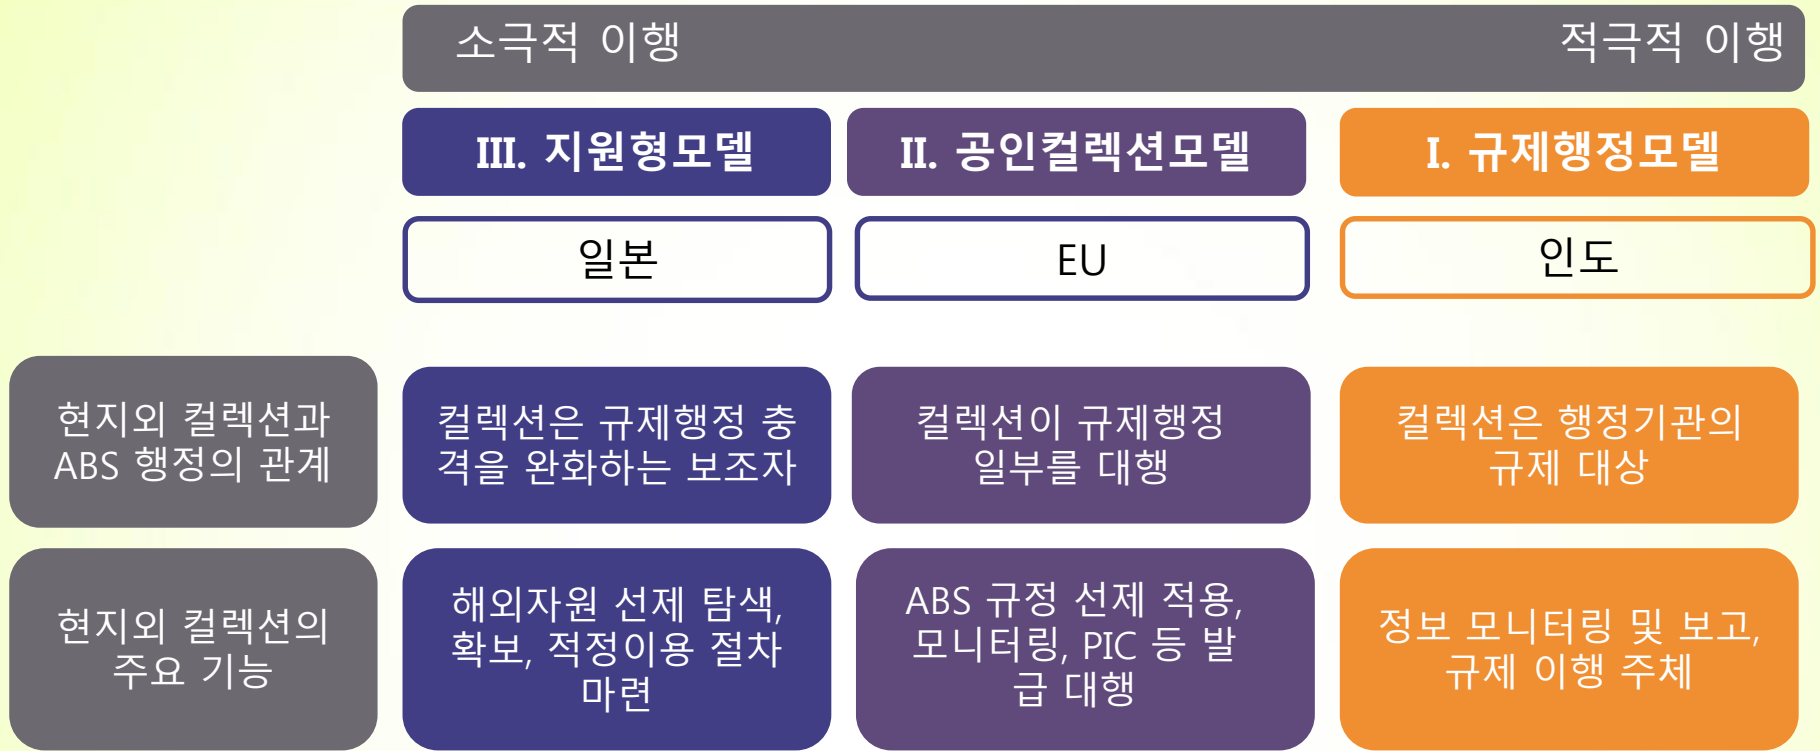 소극적 이행
적극적 이행
III. 지원형모델
II. 공인컬렉션모델
I. 규제행정모델
일본
EU
인도
현지외 컬렉션과
ABS 행정의 관계
컬렉션은 규제행정 충
격을 완화하는 보조자
컬렉션이 규제행정
일부를 대행
컬렉션은 행정기관의
규제 대상
현지외 컬렉션의
주요 기능
해외자원 선제 탐색,
확보, 적정이용 절차
마련
ABS 규정 선제 적용,
모니터링, PIC 등 발
급 대행
정보 모니터링 및 보고,
규제 이행 주체